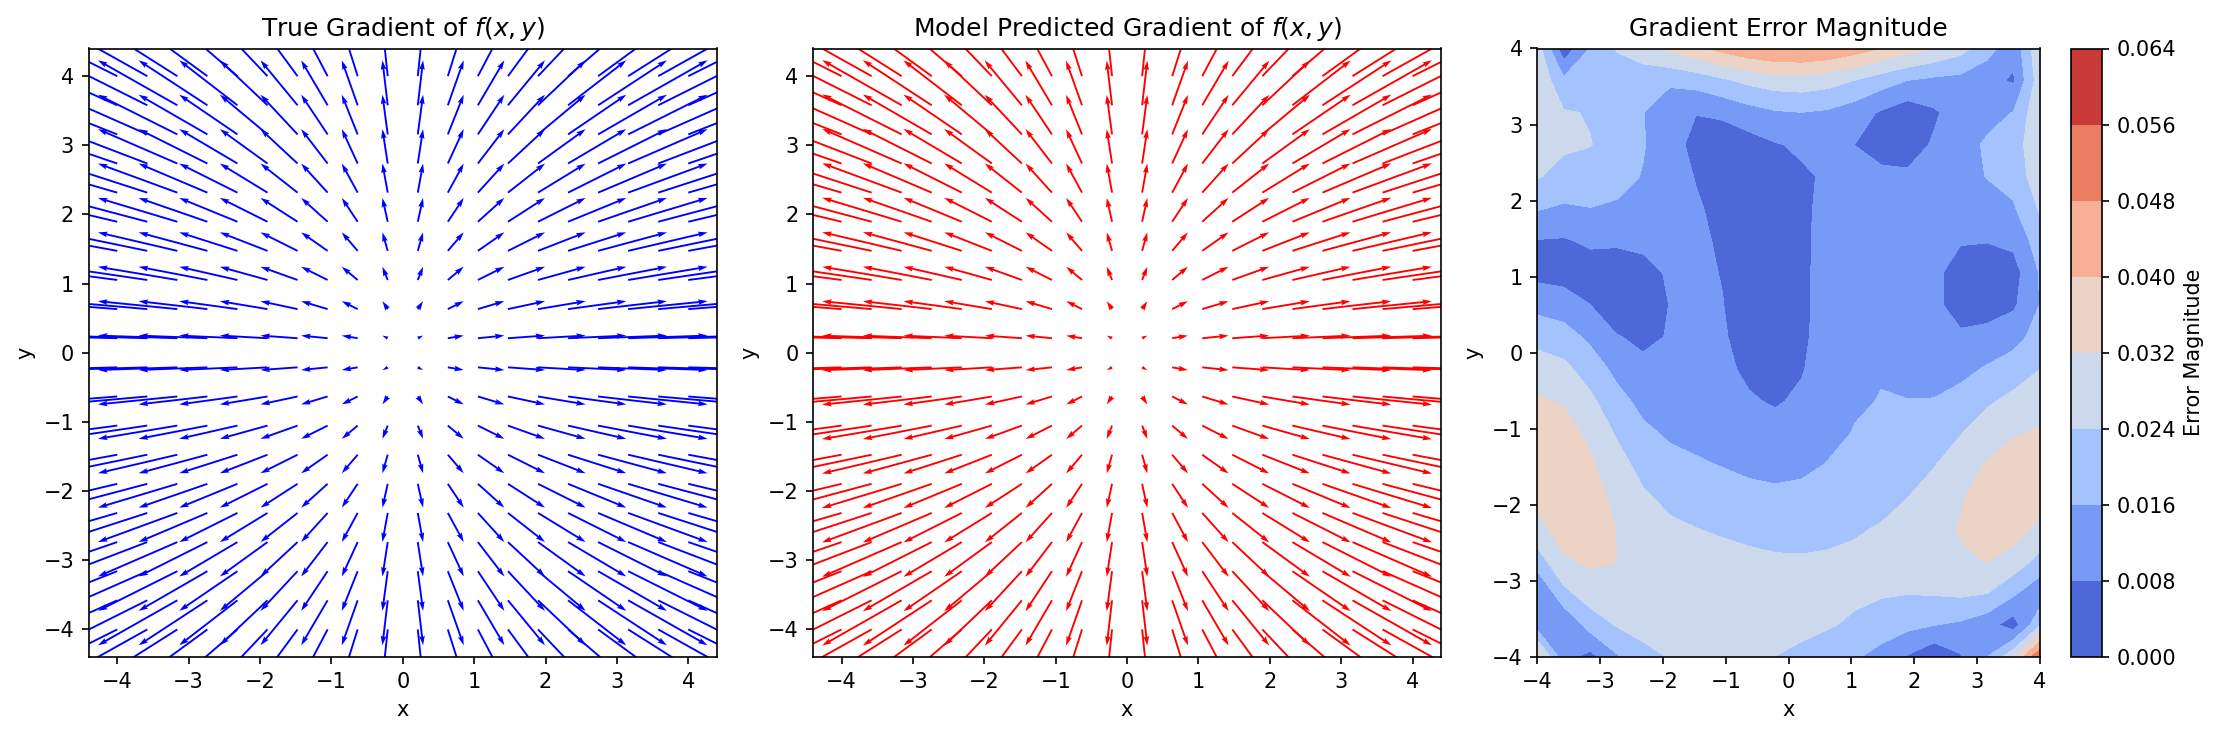 True Gradient of f(x, y)
4
3
2
1
0
−1
−2
−3
−4
y
−4 −3 −2 −1 0 1 2 3 4
x
Model Predicted Gradient of f(x, y)
4
3
2
1
0
−1
−2
−3
−4
y
−4 −3 −2 −1 0 1 2 3 4
x
Gradient Error Magnitude
4
3
2
1
0
−1
−2
−3
−4
y
−4 −3 −2 −1 0 1 2 3 4
x
0.064
0.056
0.048
0.040
0.032
0.024
0.016
0.008
0.000
Error Magnitude